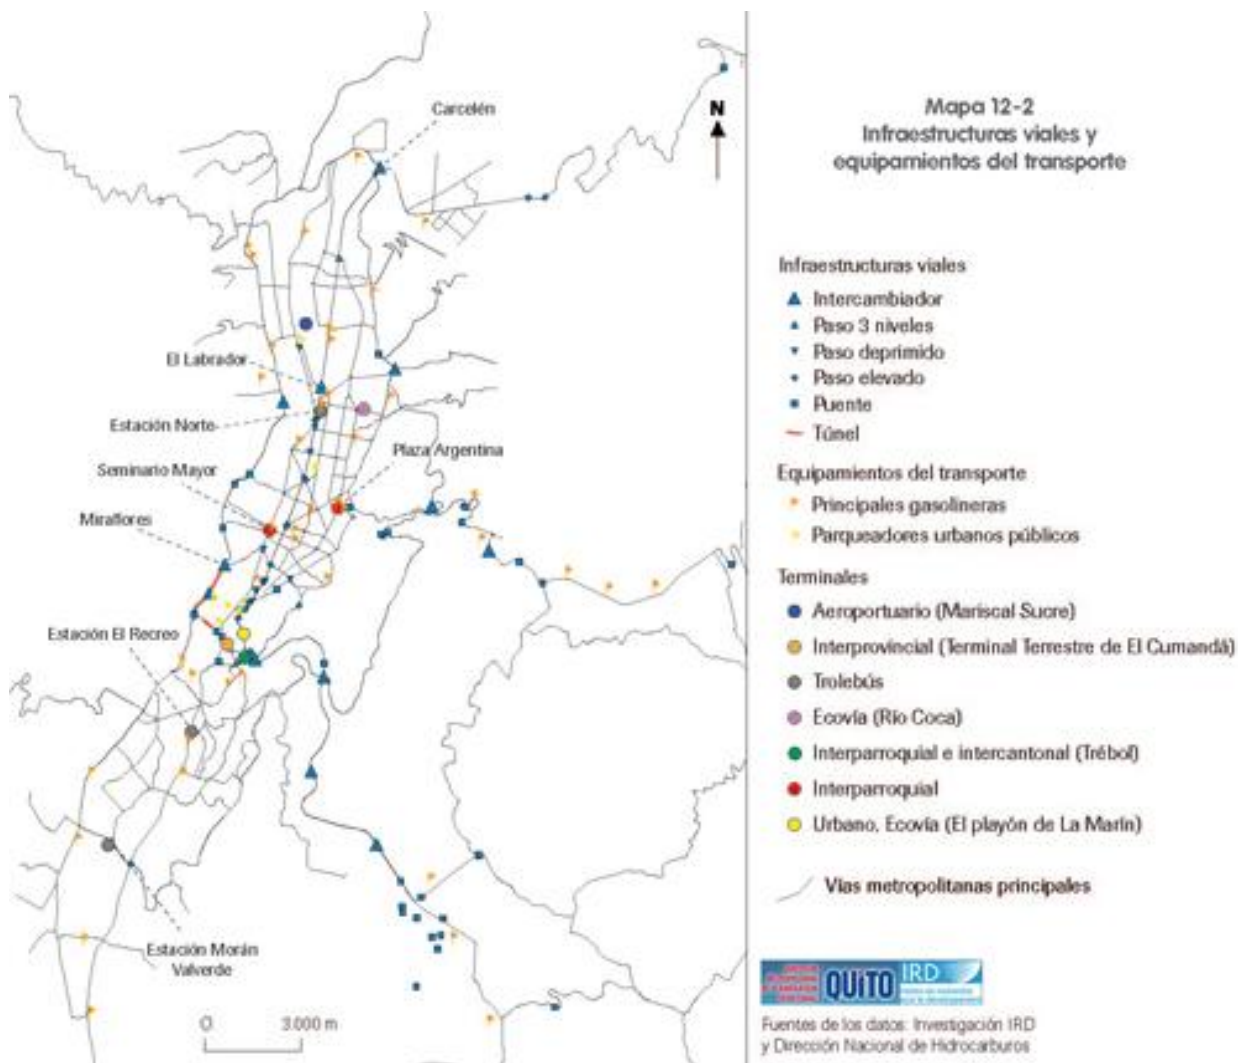 Mapa 12-2
Infraestructuras viales y
equipamientos del transporte
N
Carcelén
El Labrador
Estación Norte
Seminario Mayor
Plaza Argentina
Miraflores
Estación El Recreo
Estación Morán
Valverde
0 3.000 m
Infraestructuras viales
Intercambiador
Paso 3 niveles
Paso deprimido
Paso elevado
Puente
Túnel
Equipamientos del transporte
Principales gasolineras
Parqueadores urbanos públicos
Terminales
Aeroportuario (Mariscal Sucre)
Interprovincial (Terminal Terrestre de El Cumandá)
Trolebús
Ecovía (Río Coca)
Interparroquial e intercantonal (Trébol)
Interparroquial
Urbano, Ecovía (El playón de La Marín)
Vías metropolitanas principales
QUITO
IRD
Fuentes de los datos: Investigación IRD
y Dirección Nacional de Hidrocarburos